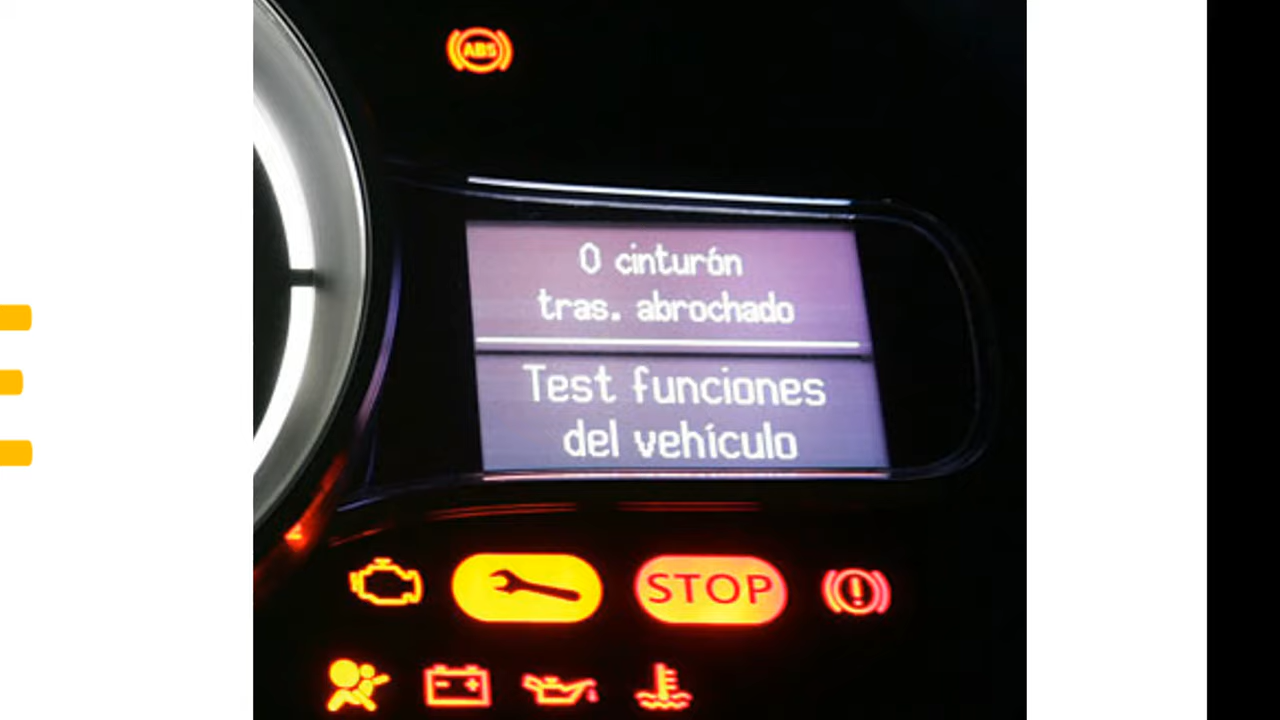 ABS
0 cinturón
tras. abrochado
Test funciones
del vehículo
STOP